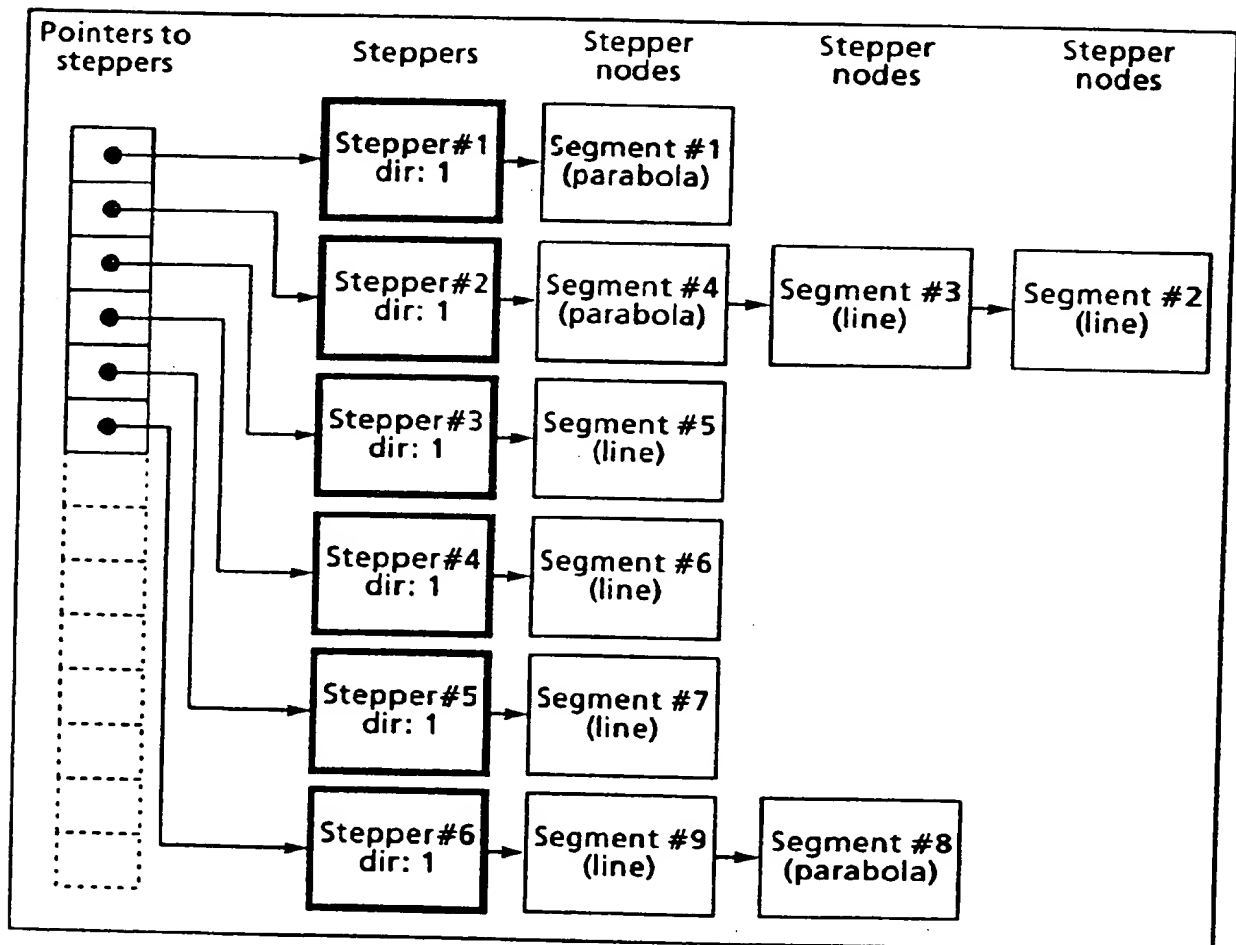 Pointers to
steppers
Steppers
Stepper
nodes
Stepper
nodes
Stepper
nodes
Stepper#1
dir: 1
Segment #1
(parabola)
Stepper#2
dir: 1
Segment #4
(parabola)
Segment #3
(line)
Segment #2
(line)
Stepper#3
dir: 1
Segment #5
(line)
Stepper#4
dir: 1
Segment #6
(line)
Stepper#5
dir: 1
Segment #7
(line)
Stepper#6
dir: 1
Segment #9
(line)
Segment #8
(parabola)